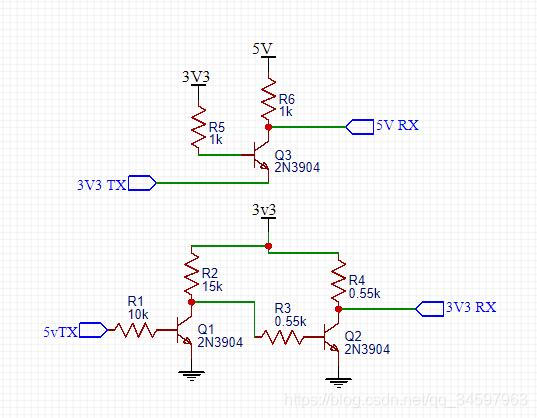 5V
3V3
R6
1k
5V RX
R5
1k
Q3
2N3904
3V3 TX
3v3
R2
15k
R4
0.55k
R1
10k
R3
0.55k
3V3 RX
5vTX
Q1
2N3904
Q2
2N3904
https://blog.csdn.net/qq_34597963